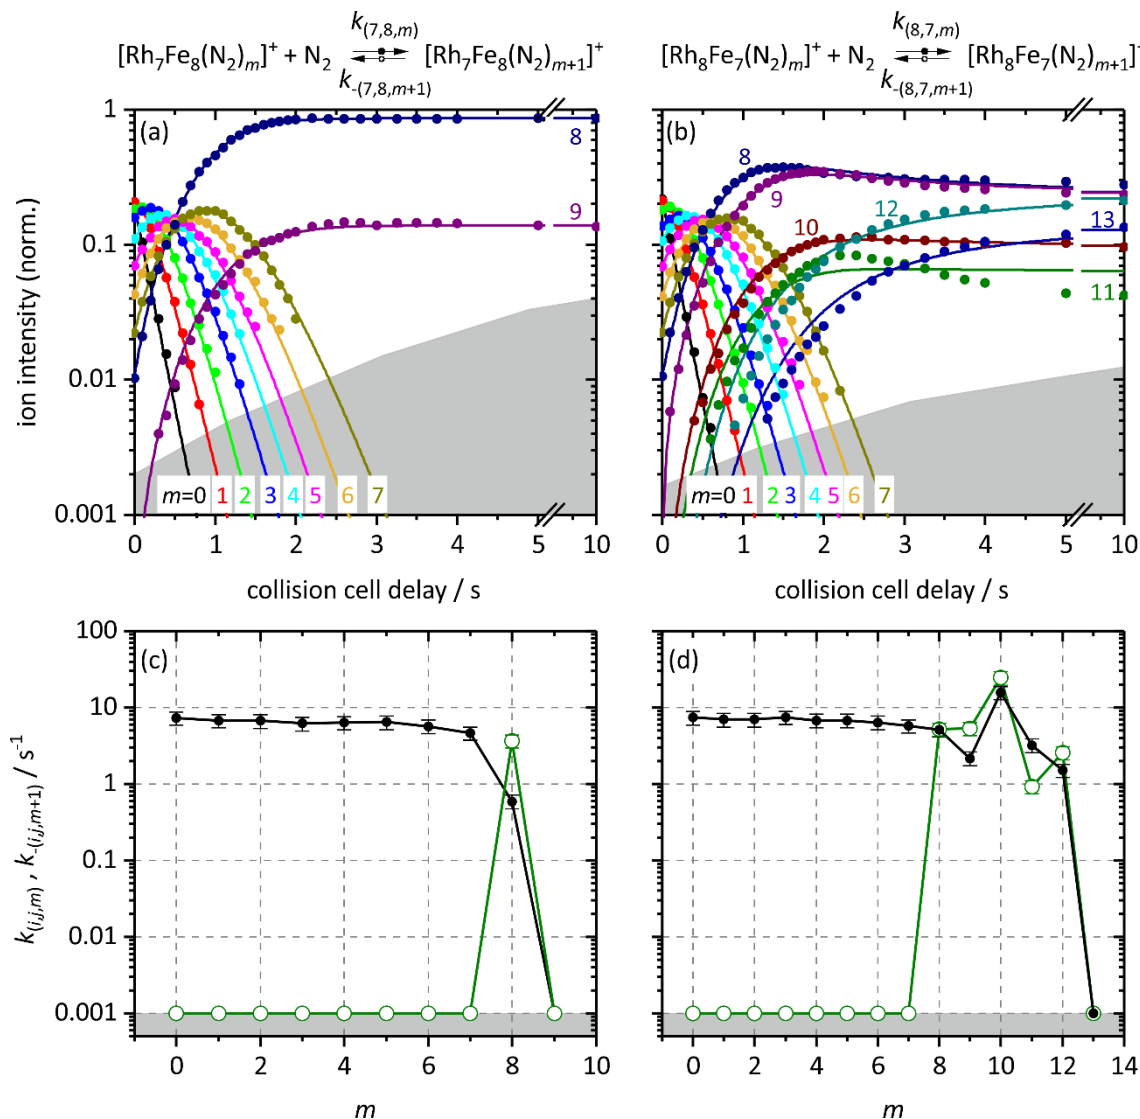 k(7,8,m)
[Rh7Fe8(N2)m]+ + N2 ⇌ [Rh7Fe8(N2)m+1]+
k-(7,8,m+1)
k(8,7,m)
[Rh8Fe7(N2)m]+ + N2 ⇌ [Rh8Fe7(N2)m+1]+
k-(8,7,m+1)
ion intensity (norm.)
1
0.1
0.01
0.001
(a)
8
9
m=0 1 2 3 4 5 6 7
0 1 2 3 4 5 10
collision cell delay / s
(b)
8
9
12
10
13
11
m=0 1 2 3 4 5 6 7
0 1 2 3 4 5 10
collision cell delay / s
k(i,j,m) , k-(i,j,m+1) / s-1
100
10
1
0.1
0.01
0.001
(c)
0 2 4 6 8 10
m
(d)
0 2 4 6 8 10 12 14
m